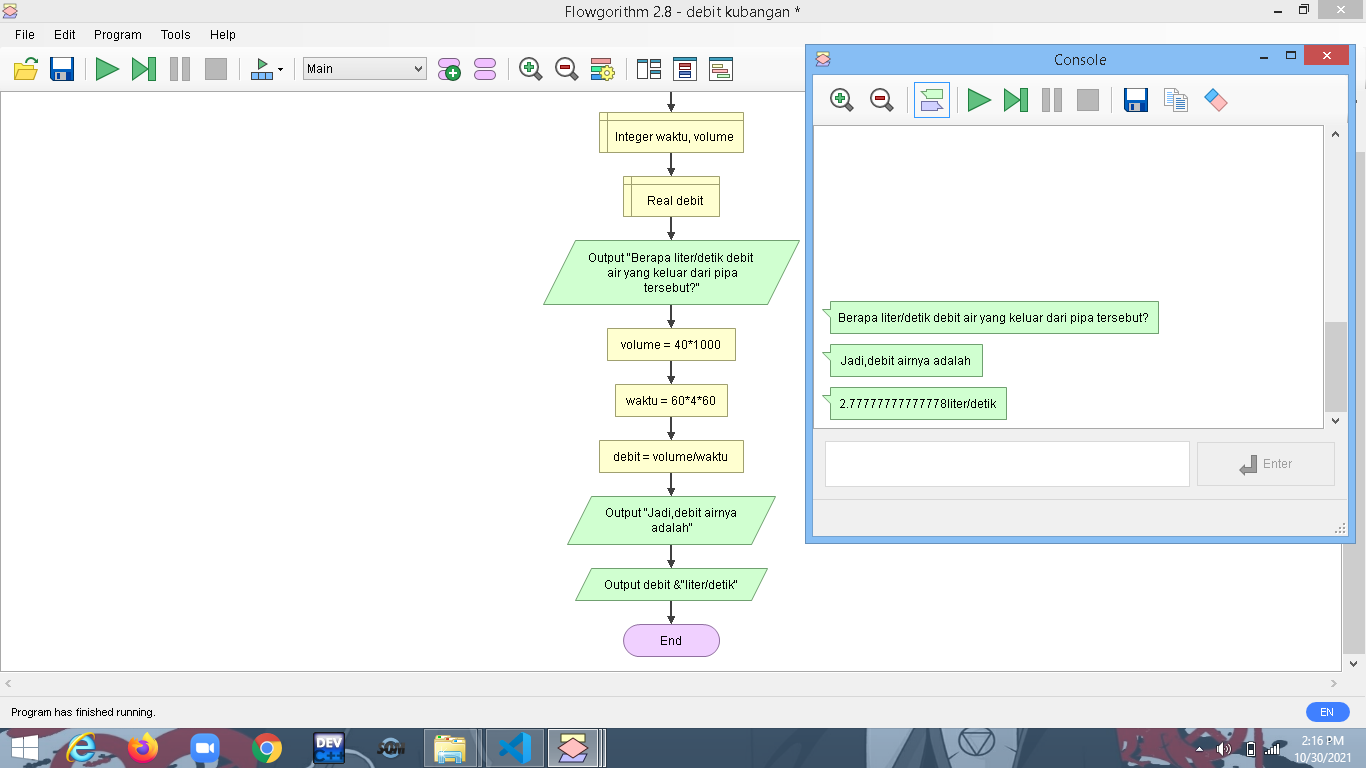 Flowgorithm 2.8 - debit kubangan *
File Edit Program Tools Help
Main
Integer waktu, volume
Real debit
Output "Berapa liter/detik debit
air yang keluar dari pipa
tersebut?"
volume = 40*1000
waktu = 60*4*60
debit = volume/waktu
Output "Jadi,debit airnya
adalah"
Output debit &"liter/detik"
End
Console
Berapa liter/detik debit air yang keluar dari pipa tersebut?
Jadi,debit airnya adalah
2.77777777777778liter/detik
Enter
Program has finished running.
EN
DEV
C++
2:16 PM
10/30/2021